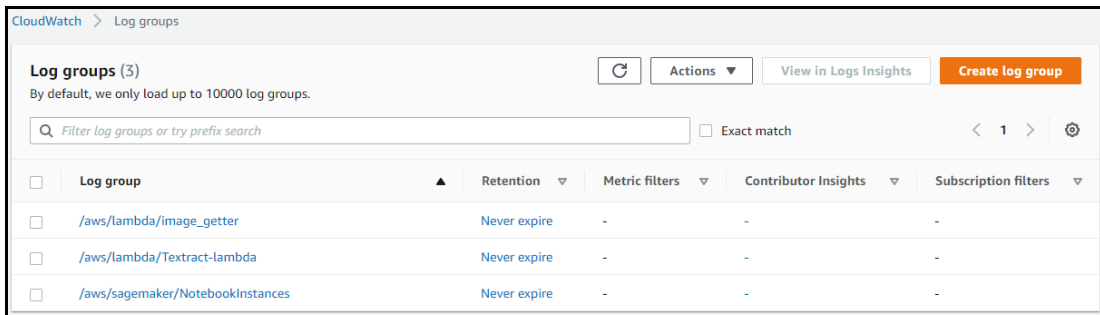 CloudWatch > Log groups
Log groups (3)
By default, we only load up to 10000 log groups.
Actions ▼
View in Logs Insights
Create log group
Filter log groups or try prefix search
Exact match
< 1 >
Log group ▲ Retention ▽ Metric filters ▽ Contributor Insights ▽ Subscription filters ▽
/aws/lambda/image_getter Never expire - - -
/aws/lambda/Textract-lambda Never expire - - -
/aws/sagemaker/NotebookInstances Never expire - - -